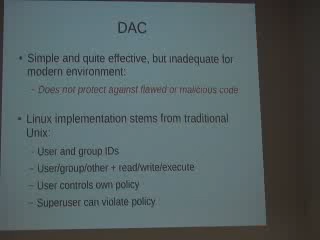 DAC
• Simple and quite effective, but inadequate for
modern environment:
– Does not protect against flawed or malicious code
• Linux implementation stems from traditional
Unix:
– User and group IDs
– User/group/other + read/write/execute
– User controls own policy
– Superuser can violate policy